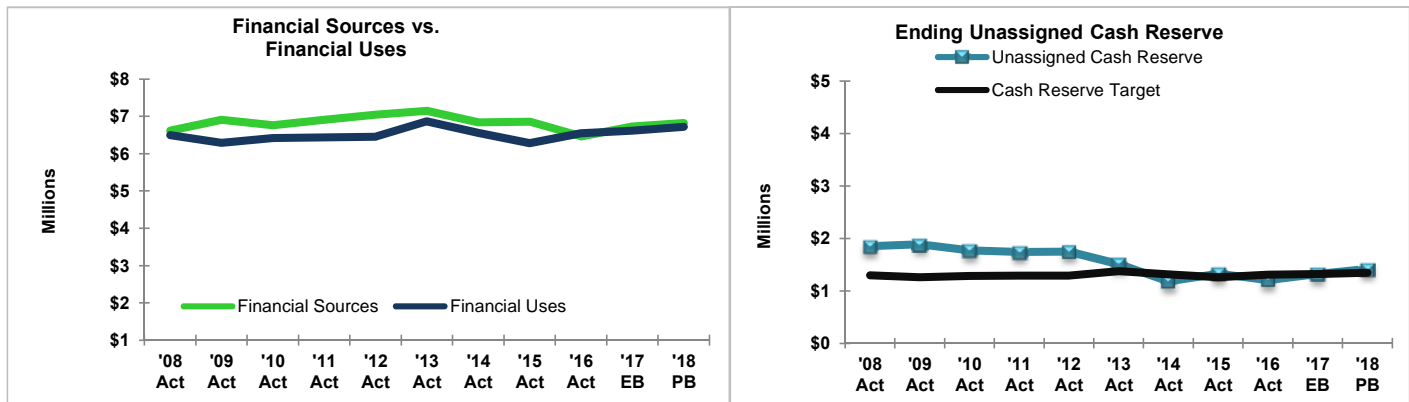 Financial Sources vs.
Financial Uses
$8
$7
$6
$5
$4
$3
$2
$1
Millions
Financial Sources
Financial Uses
'08 '09 '10 '11 '12 '13 '14 '15 '16 '17 '18
Act Act Act Act Act Act Act Act Act EB PB
Ending Unassigned Cash Reserve
Unassigned Cash Reserve
Cash Reserve Target
$5
$4
$3
$2
$1
$0
Millions
'08 '09 '10 '11 '12 '13 '14 '15 '16 '17 '18
Act Act Act Act Act Act Act Act Act EB PB